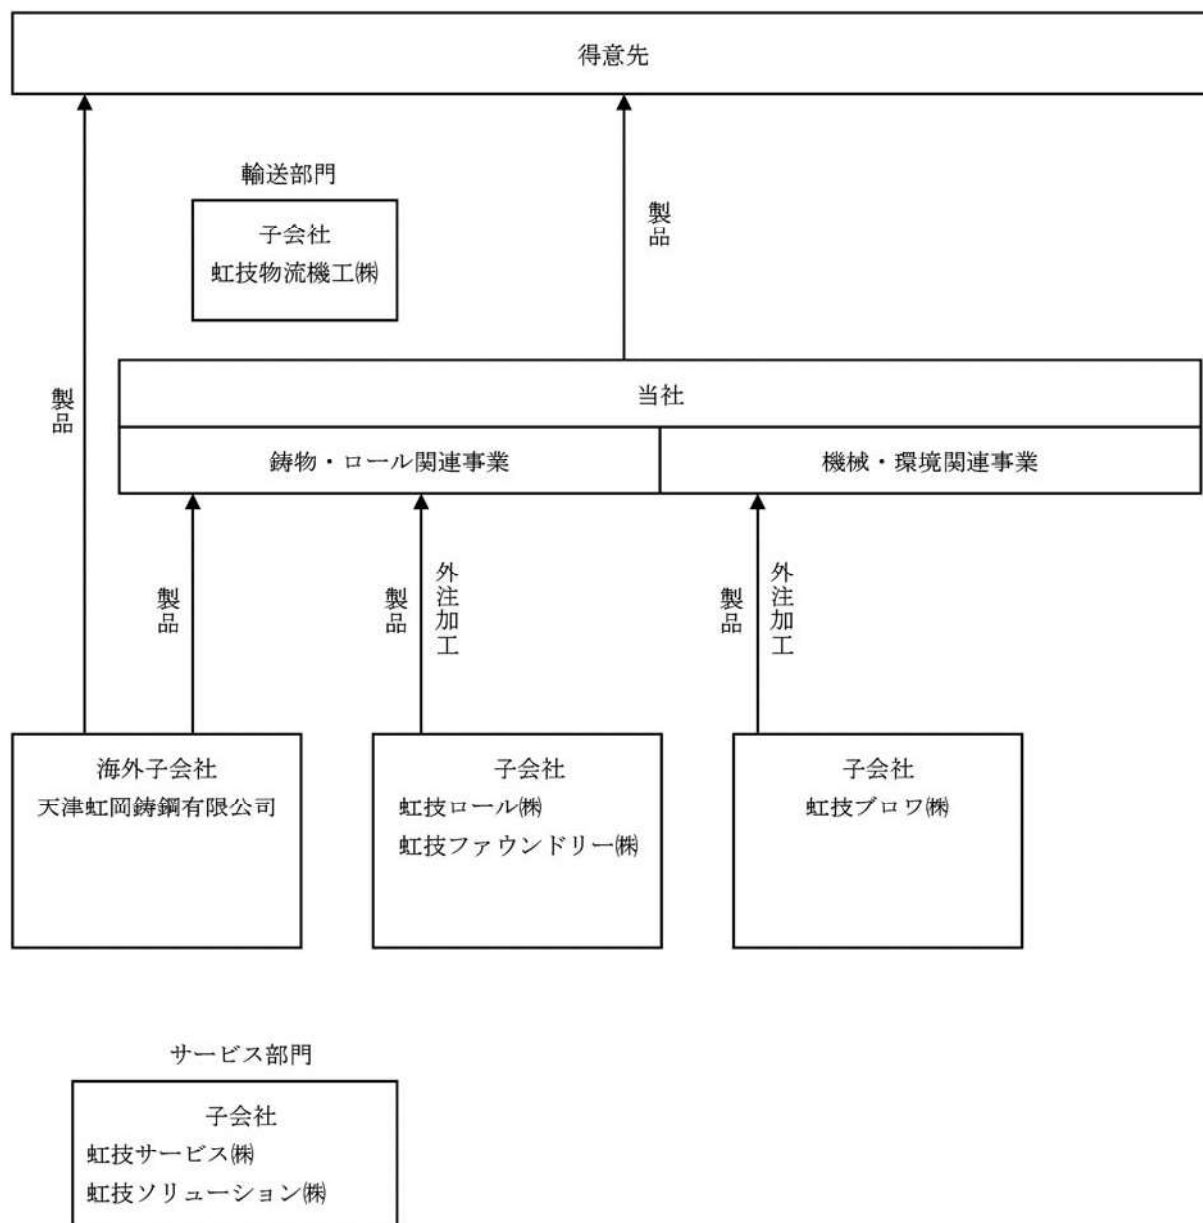 得意先
輸送部門
子会社
虹技物流機工㈱
製品
製品
当社
鋳物・ロール関連事業
機械・環境関連事業
製品
製品
外注加工
製品
外注加工
海外子会社
天津虹岡鋳鋼有限公司
子会社
虹技ロール㈱
虹技ファウンドリー㈱
子会社
虹技ブロワ㈱
サービス部門
子会社
虹技サービス㈱
虹技ソリューション㈱